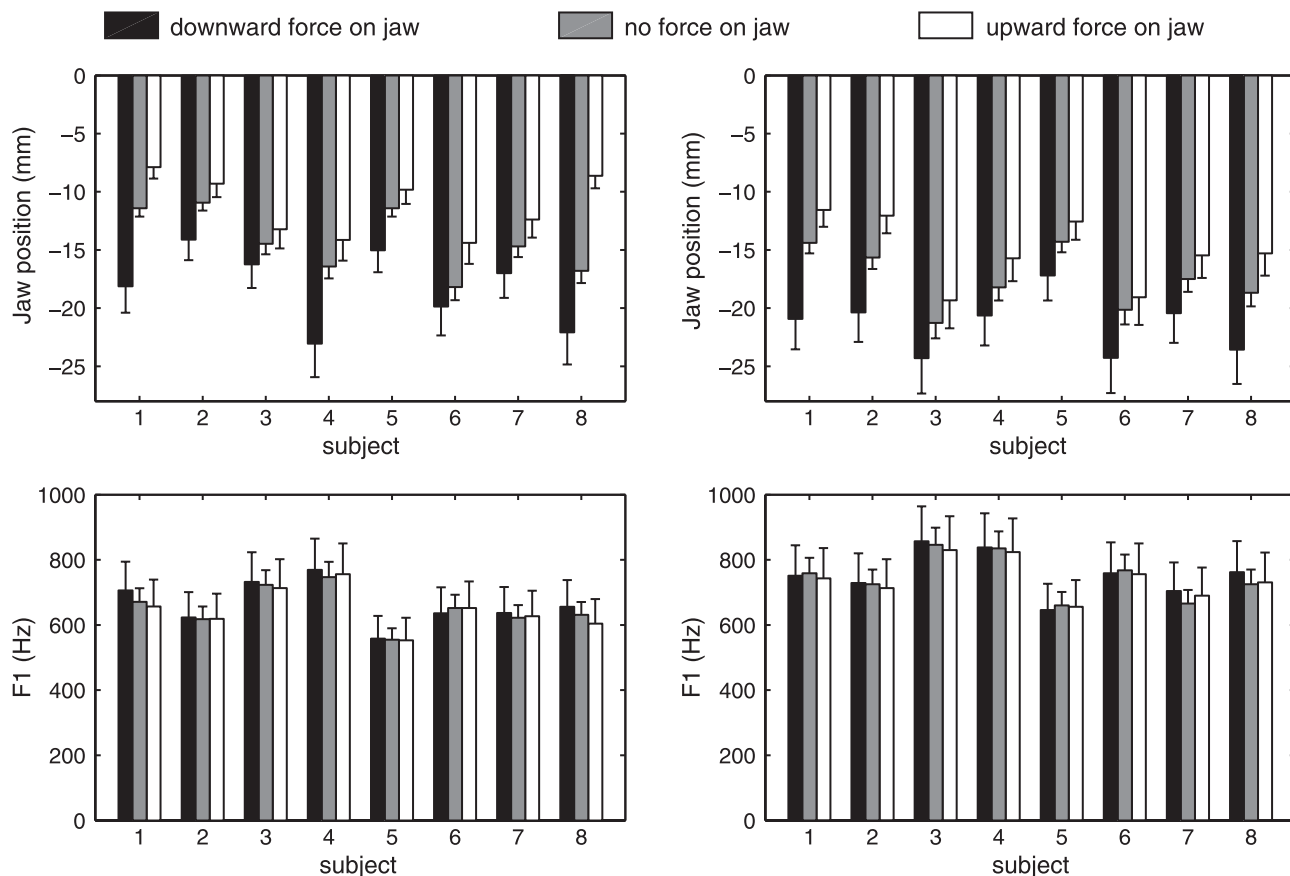 downward force on jaw no force on jaw upward force on jaw
0
−5
−10
−15
−20
−25
Jaw position (mm)
1 2 3 4 5 6 7 8
subject
0
−5
−10
−15
−20
−25
Jaw position (mm)
1 2 3 4 5 6 7 8
subject
1000
800
600
400
200
0
F1 (Hz)
1 2 3 4 5 6 7 8
subject
1000
800
600
400
200
0
F1 (Hz)
1 2 3 4 5 6 7 8
subject